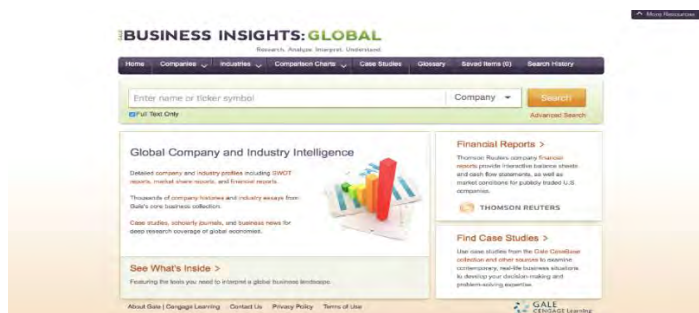 More Resources
GALE
BUSINESS INSIGHTS: GLOBAL
Research. Analyze. Interpret. Understand.
Home Companies Industries Comparison Charts Case Studies Glossary Saved Items (0) Search History
Enter name or ticker symbol Company Search
Full Text Only Advanced Search
Global Company and Industry Intelligence
Detailed company and industry profiles including SWOT
reports, market share reports, and financial reports.
Thousands of company histories and industry essays from
Gale's core business collection.
Case studies, scholarly journals, and business news for
deep research coverage of global economies.
See What's Inside >
Featuring the tools you need to interpret a global business landscape.
Financial Reports >
Thomson Reuters company financial
reports provide interactive balance sheets
and cash flow statements, as well as
market conditions for publicly traded U.S.
companies.
THOMSON REUTERS
Find Case Studies >
Use case studies from the Gale CaseBase
collection and other sources to examine
contemporary, real-life business situations
to develop your decision-making and
problem-solving expertise.
About Gale | Cengage Learning Contact Us Privacy Policy Terms of Use
GALE
CENGAGE Learning